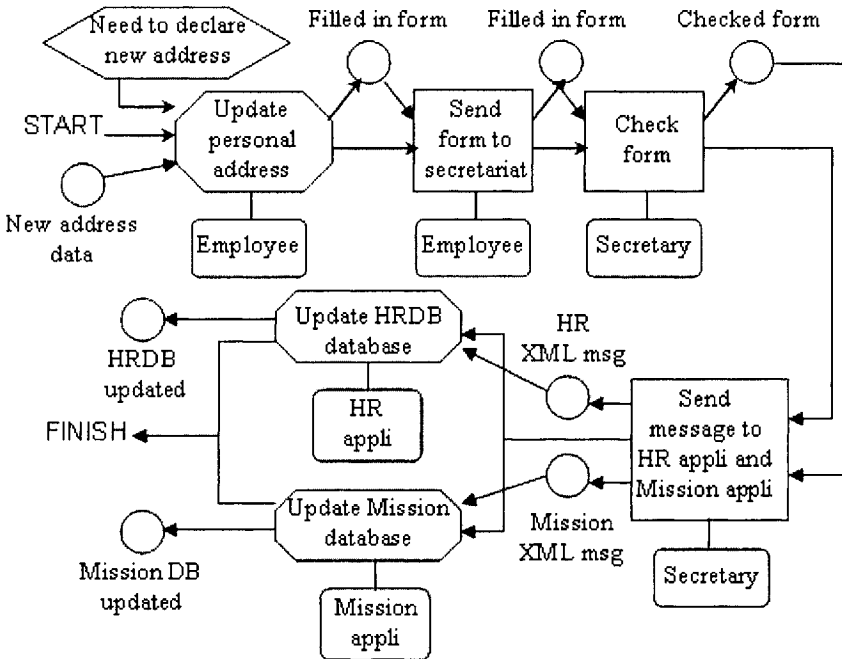 Need to declare
new address
Filled in form
Filled in form
Checked form
START
Update
personal
address
Send
form to
secretariat
Check
form
New address
data
Employee
Employee
Secretary
Update HRDB
database
HR
XML msg
HRDB
updated
HR
appli
Send
message to
HR appli and
Mission appli
FINISH
Update Mission
database
Mission
XML msg
Mission DB
updated
Mission
appli
Secretary